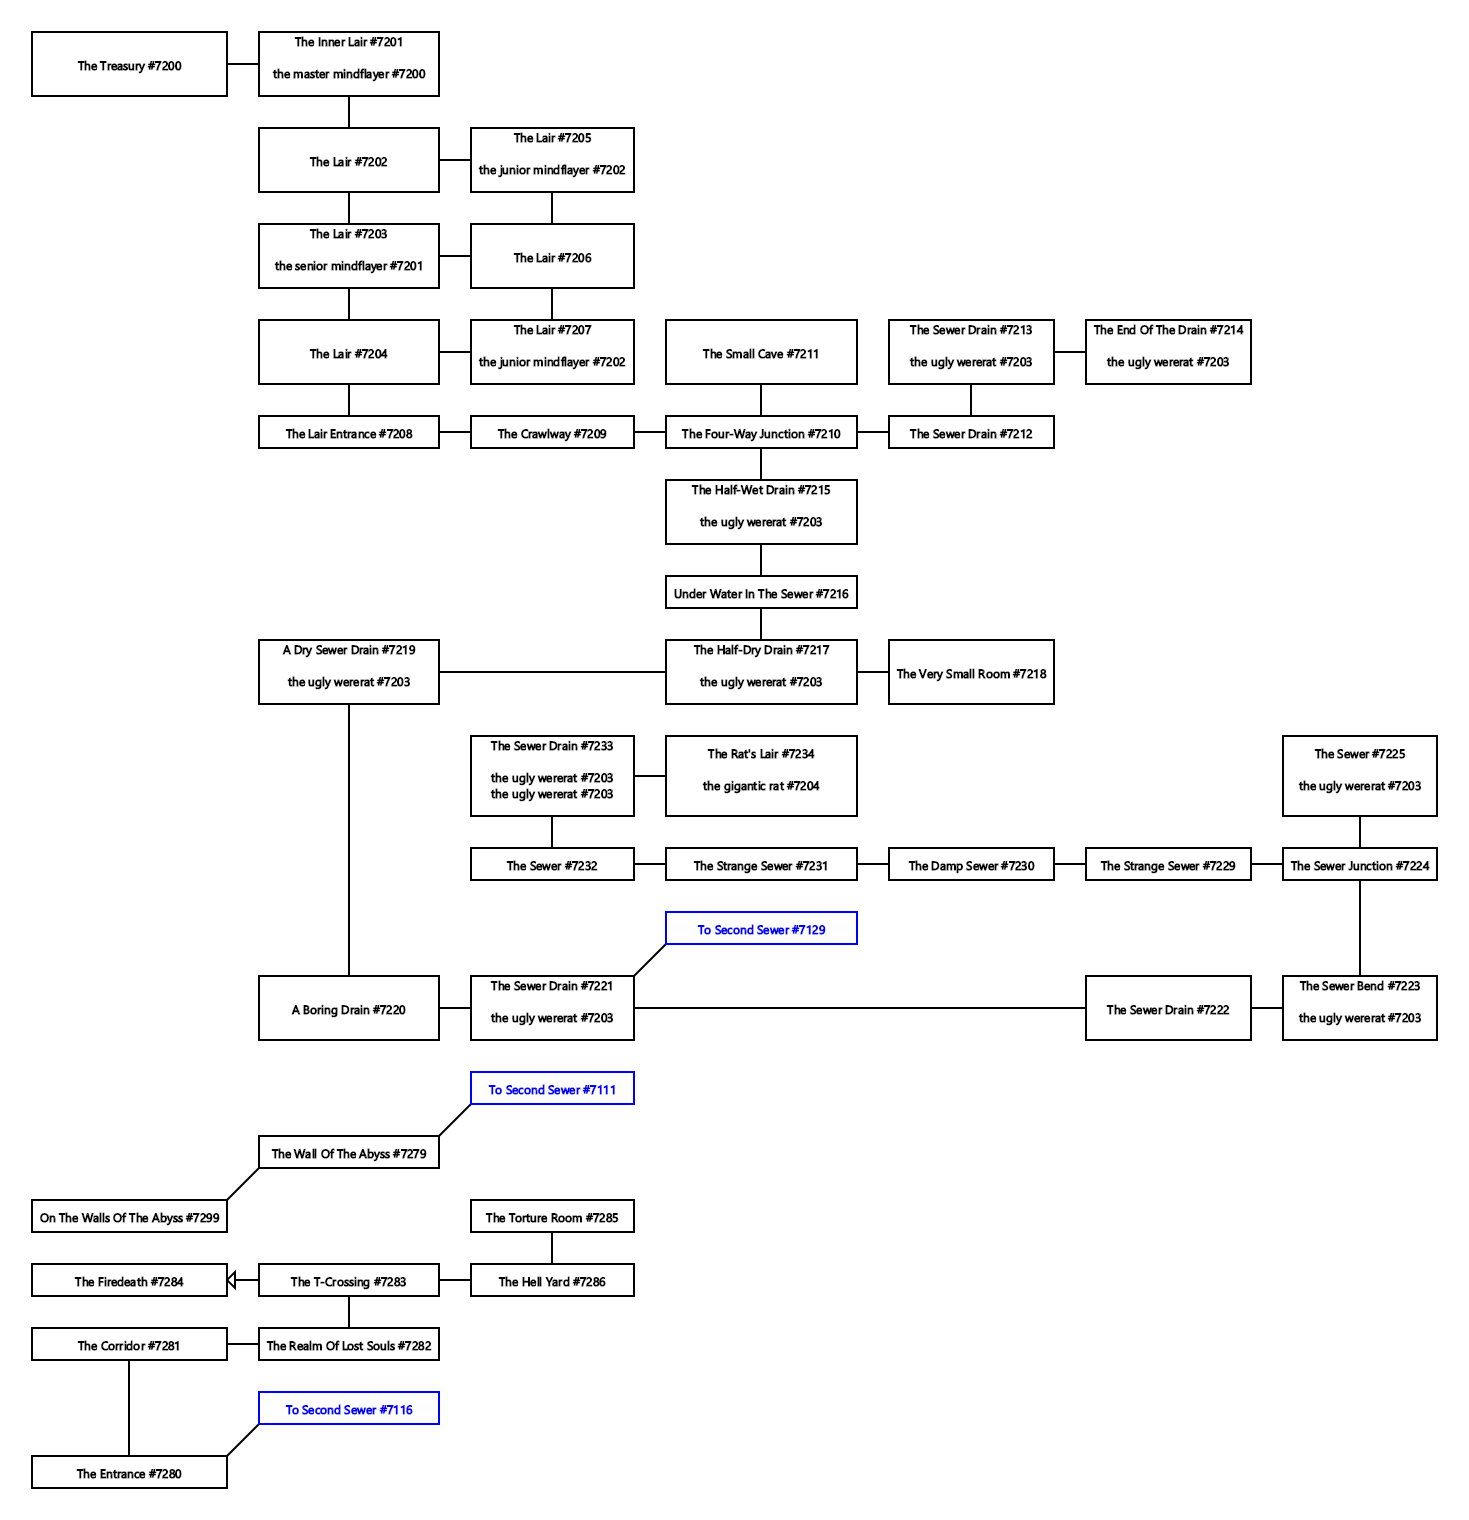 The Treasury #7200
The Inner Lair #7201
the master mindflayer #7200
The Lair #7202
The Lair #7205
the junior mindflayer #7202
The Lair #7203
the senior mindflayer #7201
The Lair #7206
The Lair #7204
The Lair #7207
the junior mindflayer #7202
The Small Cave #7211
The Sewer Drain #7213
the ugly wererat #7203
The End Of The Drain #7214
the ugly wererat #7203
The Lair Entrance #7208
The Crawlway #7209
The Four-Way Junction #7210
The Sewer Drain #7212
The Half-Wet Drain #7215
the ugly wererat #7203
Under Water In The Sewer #7216
A Dry Sewer Drain #7219
the ugly wererat #7203
The Half-Dry Drain #7217
the ugly wererat #7203
The Very Small Room #7218
The Sewer Drain #7233
the ugly wererat #7203
the ugly wererat #7203
The Rat's Lair #7234
the gigantic rat #7204
The Sewer #7225
the ugly wererat #7203
The Sewer #7232
The Strange Sewer #7231
The Damp Sewer #7230
The Strange Sewer #7229
The Sewer Junction #7224
To Second Sewer #7129
A Boring Drain #7220
The Sewer Drain #7221
the ugly wererat #7203
The Sewer Drain #7222
The Sewer Bend #7223
the ugly wererat #7203
To Second Sewer #7111
The Wall Of The Abyss #7279
On The Walls Of The Abyss #7299
The Torture Room #7285
The Firedeath #7284
The T-Crossing #7283
The Hell Yard #7286
The Corridor #7281
The Realm Of Lost Souls #7282
To Second Sewer #7116
The Entrance #7280